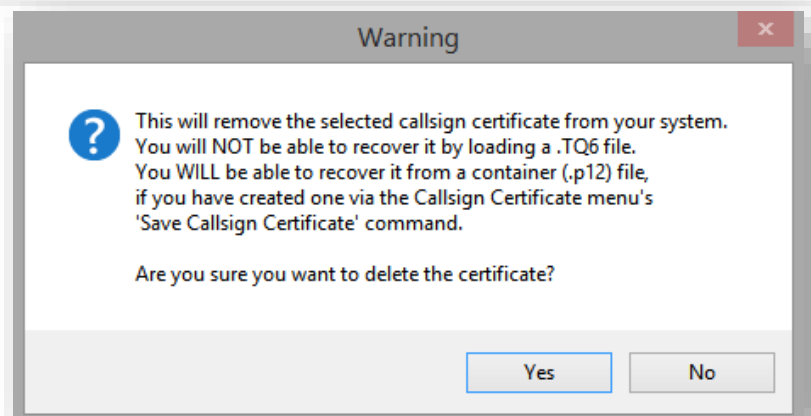 Warning
x
This will remove the selected callsign certificate from your system.
You will NOT be able to recover it by loading a .TQ6 file.
You WILL be able to recover it from a container (.p12) file,
if you have created one via the Callsign Certificate menu's
'Save Callsign Certificate' command.
Are you sure you want to delete the certificate?
Yes No